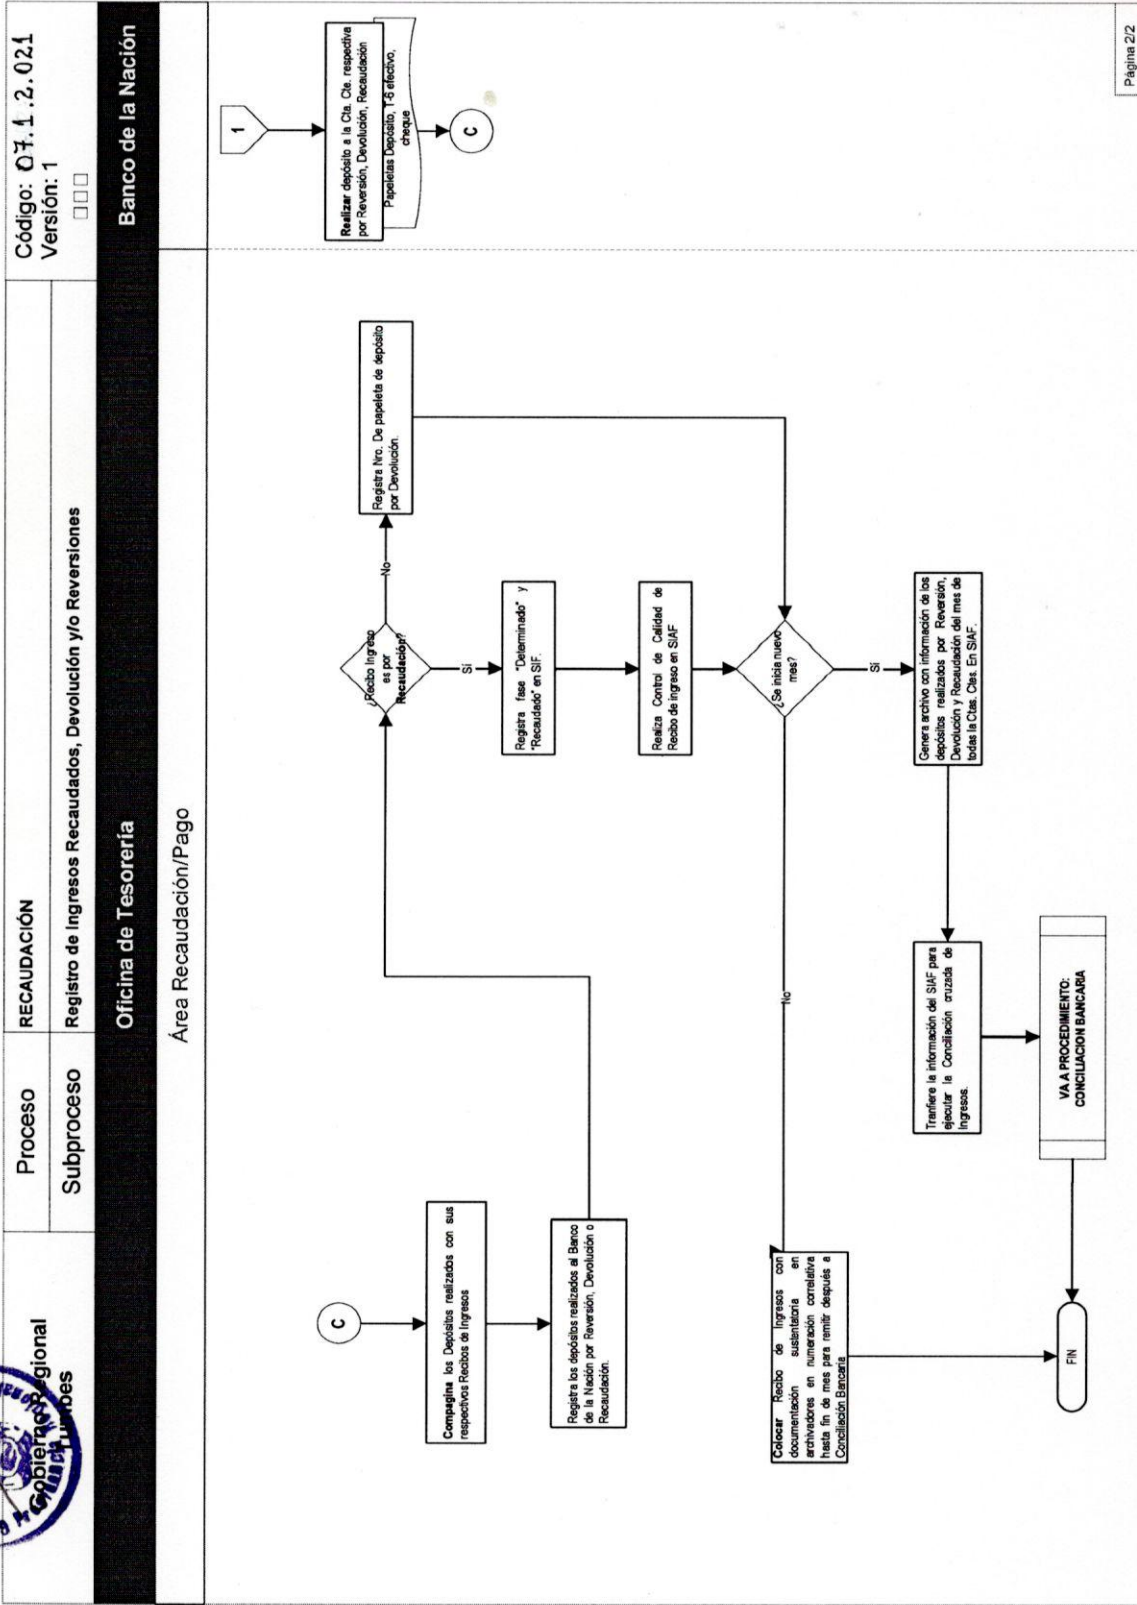 Gobierno Regional
Tumbes
Proceso
RECAUDACIÓN
Código: 07.1.2.021
Versión: 1
Subproceso
Registro de Ingresos Recaudados, Devolución y/o Reversiones
Oficina de Tesorería
Banco de la Nación
Área Recaudación/Pago
1
Realizar depósito a la Cta. Cte. respectiva
por Reversión, Devolución, Recaudación
Papeletas Depósito, T-6 efectivo,
cheque
C
C
Compagina los Depósitos realizados con sus
respectivos Recibos de Ingresos
Registra los depósitos realizados al Banco
de la Nación por Reversión, Devolución o
Recaudación.
¿Recibo Ingreso
es por
Recaudación?
No
Registra Nro. De papeleta de depósito
por Devolución.
Si
Registra fase "Determinado" y
"Recaudado" en SIF.
Realiza Control de Calidad de
Recibo de ingreso en SIAF
¿Se inicia nuevo
mes?
No
Si
Colocar Recibo de Ingresos con
documentación sustentatoria en
archivadores en numeración correlativa
hasta fin de mes para remitir después a
Conciliación Bancaria
Genera archivo con información de los
depósitos realizados por Reversión,
Devolución y Recaudación del mes de
todas la Ctas. Ctes. En SIAF.
Tranfiere la información del SIAF para
ejecutar la Conciliación cruzada de
Ingresos.
VA A PROCEDIMIENTO:
CONCILIACION BANCARIA
FIN
Página 2/2